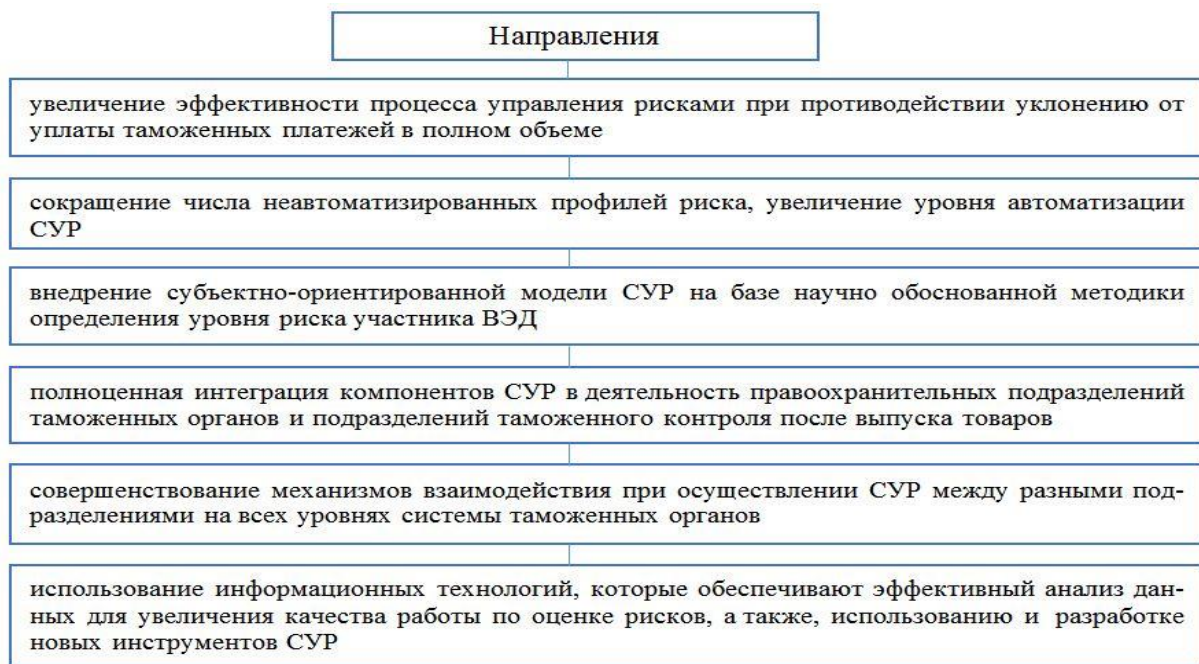 Направления
увеличение эффективности процесса управления рисками при противодействии уклонению от
уплаты таможенных платежей в полном объеме
сокращение числа неавтоматизированных профилей риска, увеличение уровня автоматизации
СУР
внедрение субъектно-ориентированной модели СУР на базе научно обоснованной методики
определения уровня риска участника ВЭД
полноценная интеграция компонентов СУР в деятельность правоохранительных подразделений
таможенных органов и подразделений таможенного контроля после выпуска товаров
совершенствование механизмов взаимодействия при осуществлении СУР между разными под-
разделениями на всех уровнях системы таможенных органов
использование информационных технологий, которые обеспечивают эффективный анализ дан-
ных для увеличения качества работы по оценке рисков, а также, использованию и разработке
новых инструментов СУР